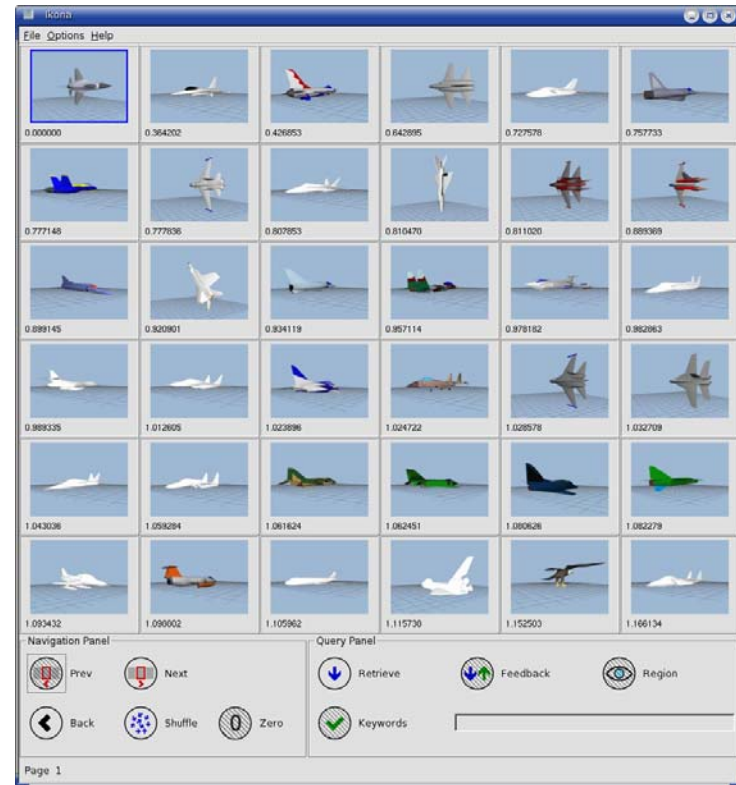 Ikona
File Options Help
0.000000 0.364202 0.426853 0.642895 0.727578 0.757733
0.777148 0.777836 0.807853 0.810470 0.811020 0.889369
0.899145 0.920901 0.934119 0.957114 0.978182 0.982863
0.989335 1.012605 1.023896 1.024722 1.028578 1.032709
1.043036 1.059284 1.061624 1.062451 1.080626 1.082279
1.093432 1.098002 1.105962 1.115730 1.152503 1.166134
Navigation Panel Query Panel
Prev Next Retrieve Feedback Region
Back Shuffle 0 Zero Keywords
Page 1